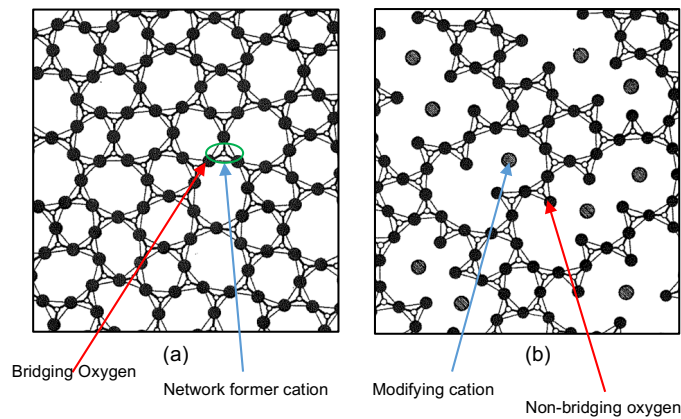 (a)
(b)
Bridging Oxygen
Network former cation
Modifying cation
Non-bridging oxygen